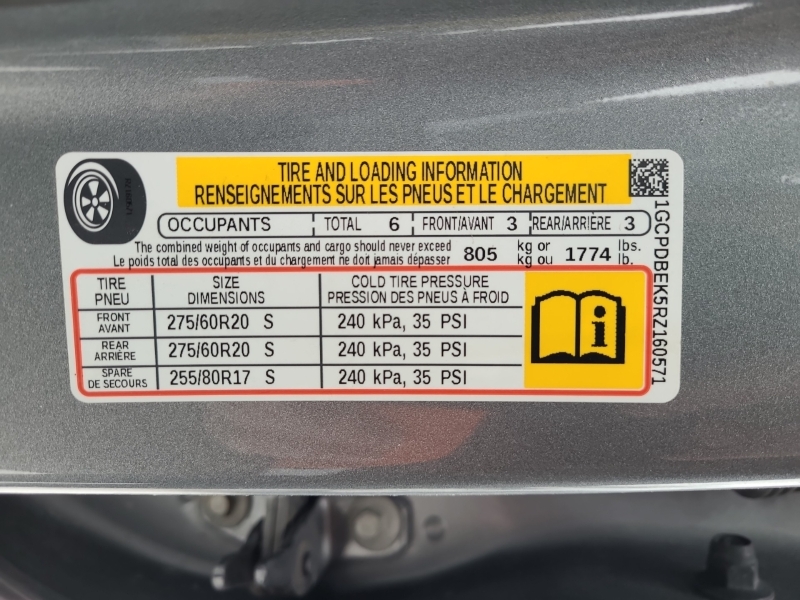 TIRE AND LOADING INFORMATION
RENSEIGNEMENTS SUR LES PNEUS ET LE CHARGEMENT
OCCUPANTS TOTAL 6 FRONT/AVANT 3 REAR/ARRIÈRE 3
The combined weight of occupants and cargo should never exceed 805 kg or 1774 lbs.
Le poids total des occupants et du chargement ne doit jamais dépasser kg ou lb.
TIRE SIZE COLD TIRE PRESSURE
PNEU DIMENSIONS PRESSION DES PNEUS À FROID
FRONT
AVANT 275/60R20 S 240 kPa, 35 PSI
REAR
ARRIÈRE 275/60R20 S 240 kPa, 35 PSI
SPARE
DE SECOURS 255/80R17 S 240 kPa, 35 PSI
i
1GCPDBEK5RZ160571